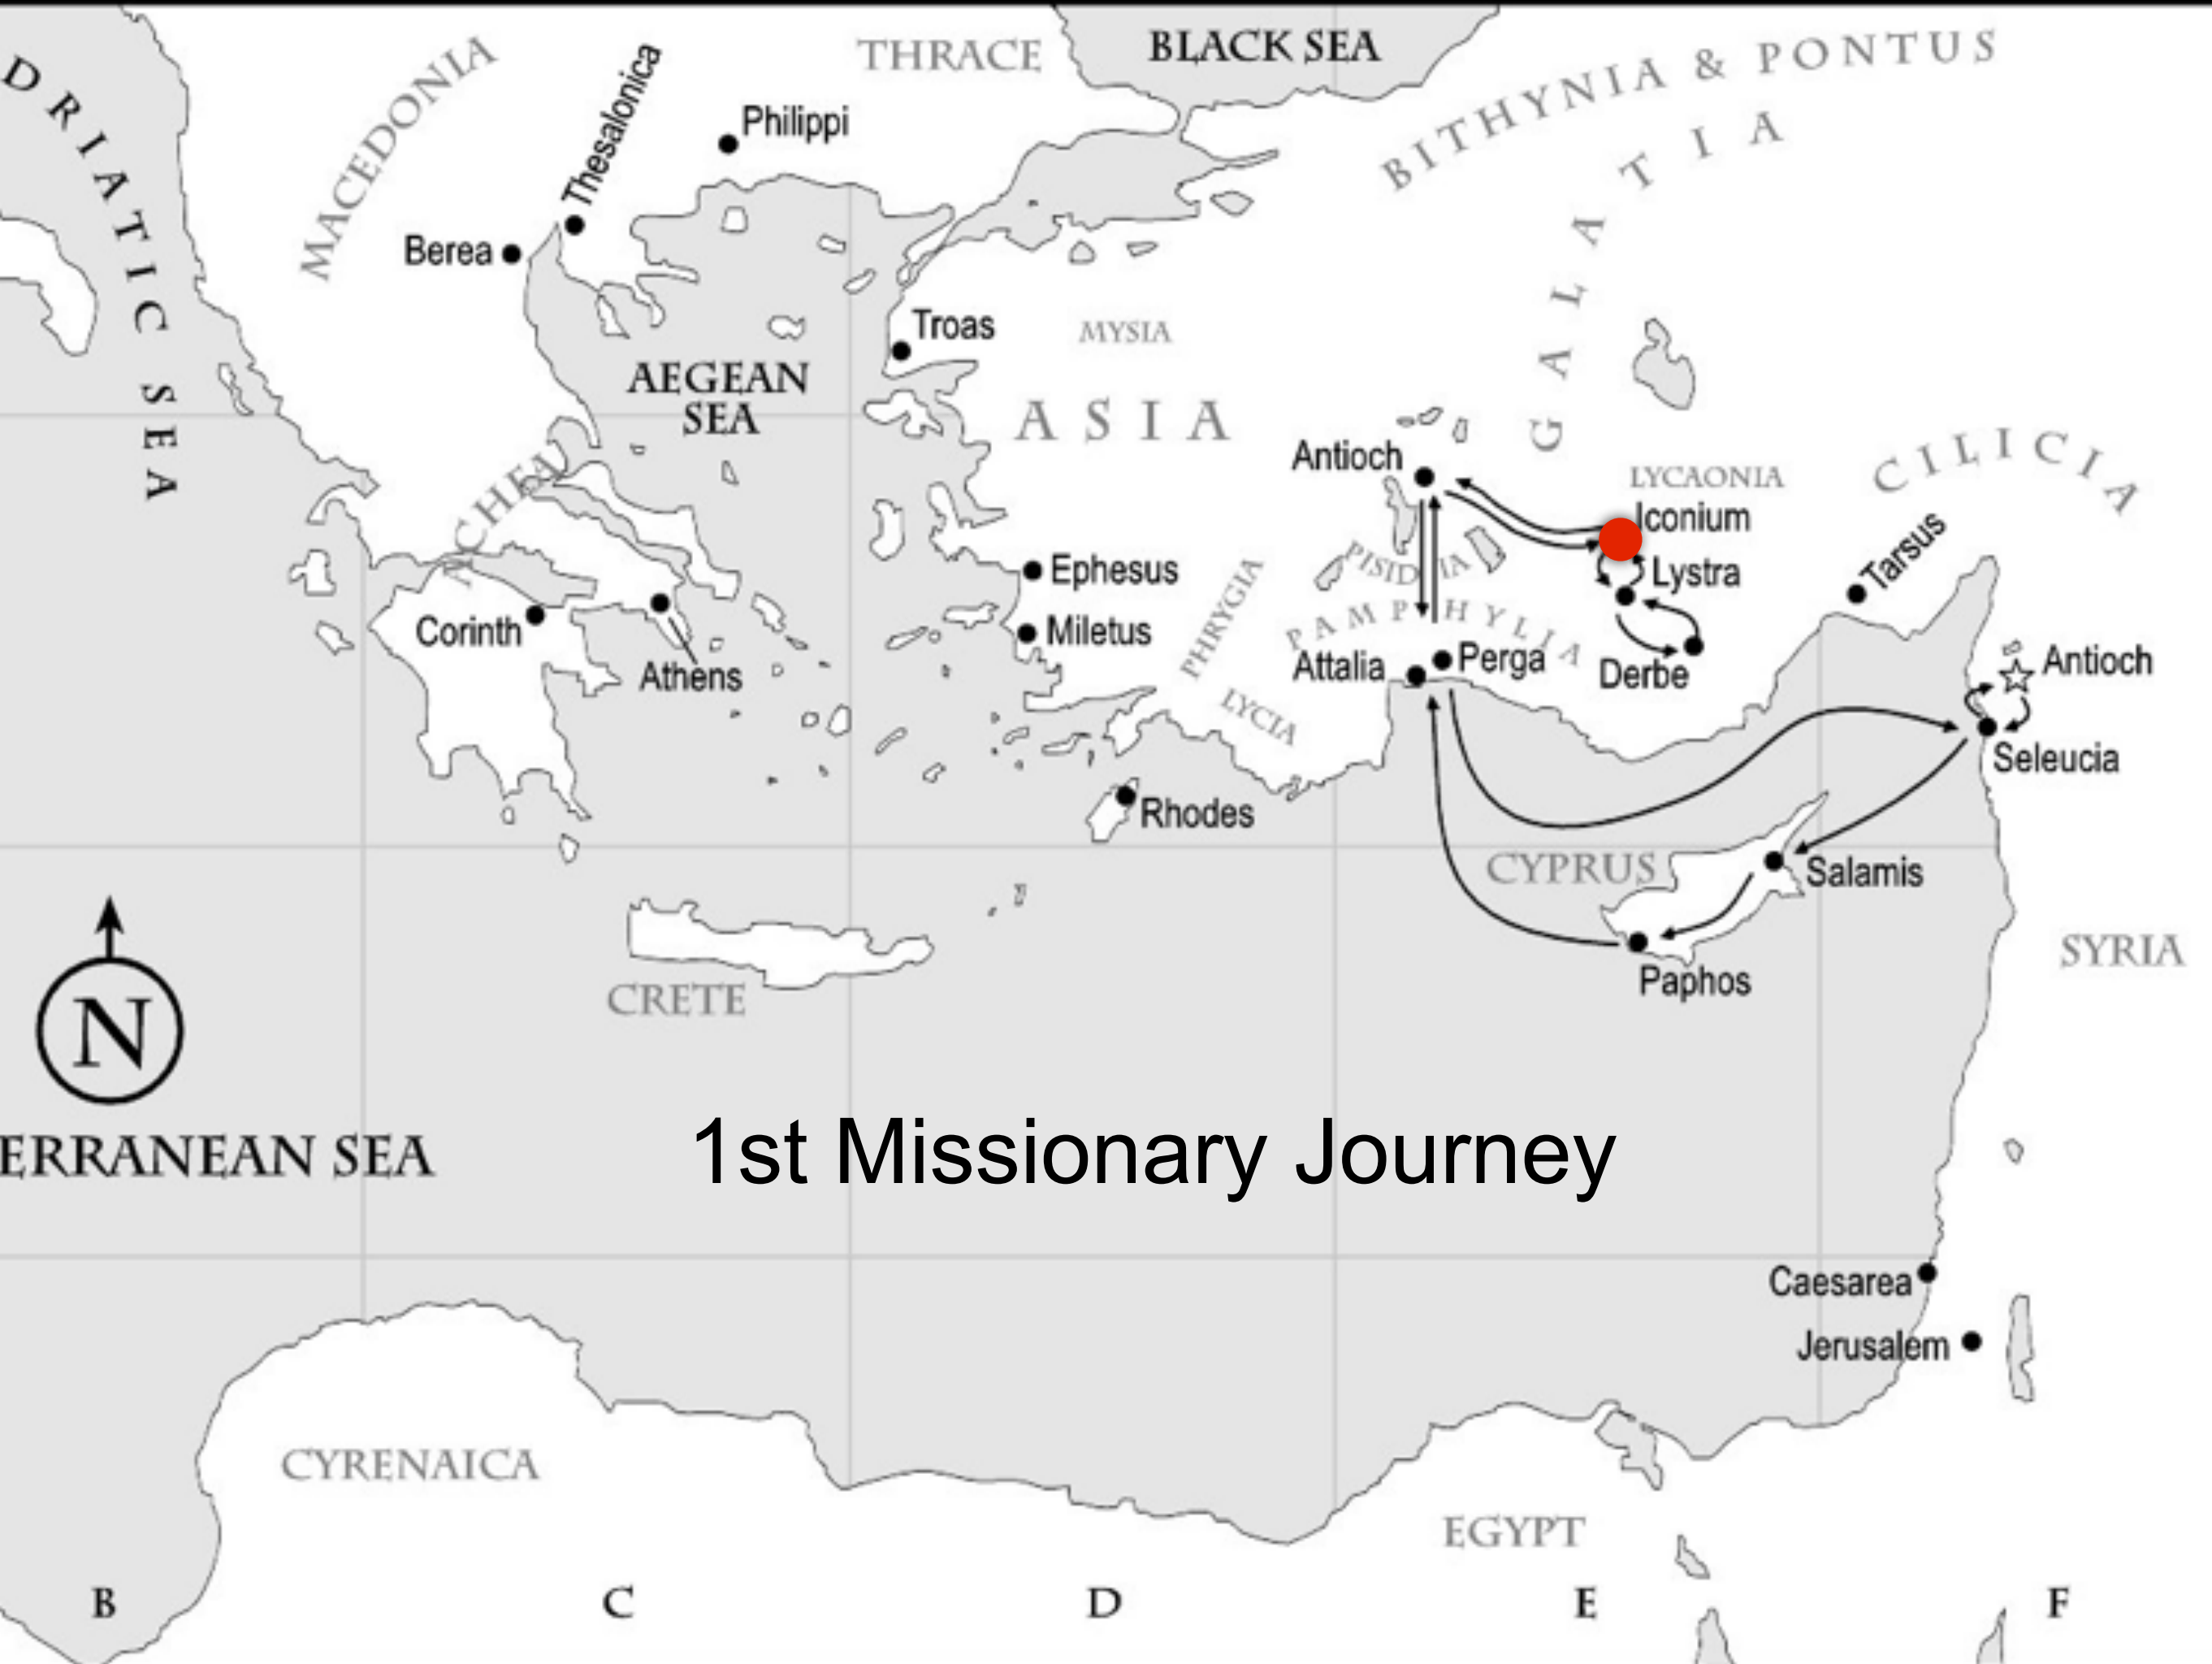 BLACK SEA
THRACE
BITHYNIA & PONTUS
MACEDONIA
Thesalonica
Philippi
DRIATIC SEA
GALATIA
Berea
Troas
MYSIA
AEGEAN
SEA
ASIA
Antioch
LYCAONIA
CILICIA
ACHEA
Iconium
Tarsus
PISIDIA
Lystra
Ephesus
PHRYGIA
PAMPHYLIA
Corinth
Miletus
Athens
Attalia
Perga
Derbe
Antioch
LYCIA
Seleucia
Rhodes
CYPRUS
Salamis
SYRIA
Paphos
CRETE
N
ERRANEAN SEA
1st Missionary Journey
Caesarea
Jerusalem
CYRENAICA
EGYPT
B C D E F